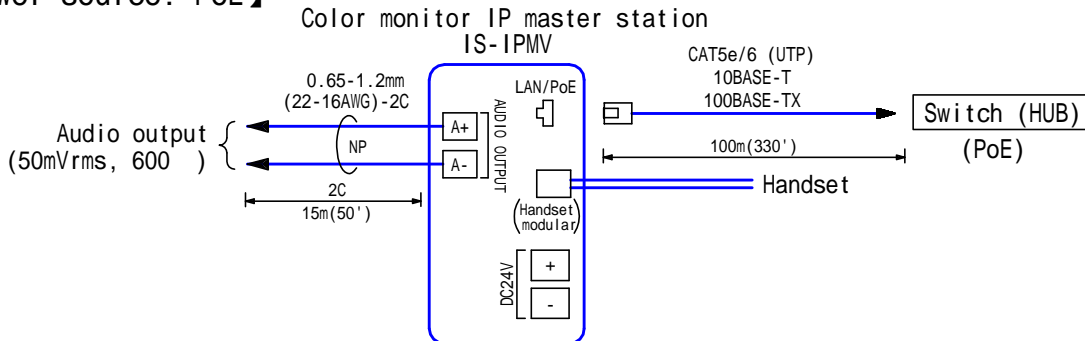 Power source: PoE】
Color monitor IP master station
IS-IPMV
0.65-1.2mm
(22-16AWG)-2C
Audio output
(50mVrms, 600 )
NP
2C
15m(50')
A+
A-
AUDIO OUTPUT
LAN/PoE
CAT5e/6 (UTP)
10BASE-T
100BASE-TX
100m(330')
Switch (HUB)
(PoE)
Handset
(Handset
modular)
DC24V
+
-